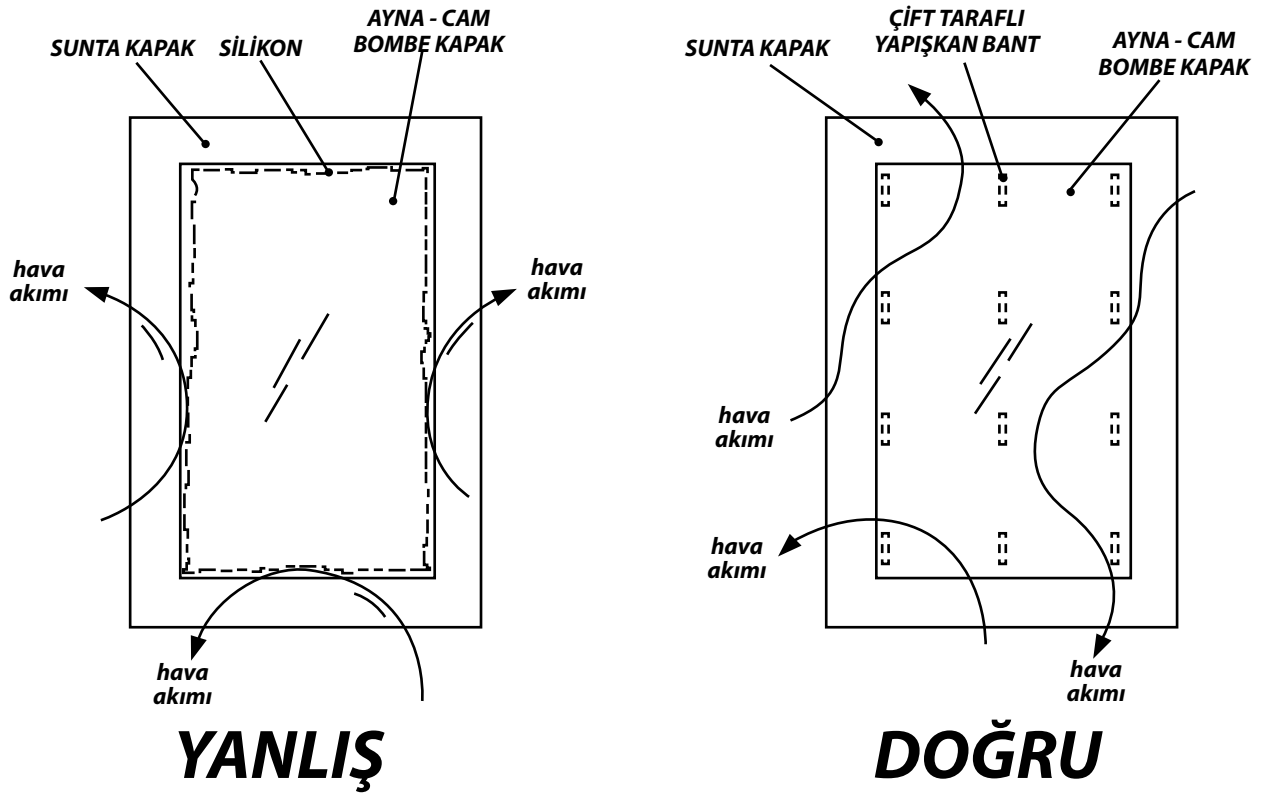 SUNTA KAPAK
SİLİKON
AYNA - CAM
BOMBE KAPAK
hava
akımı
hava
akımı
hava
akımı
YANLIŞ
SUNTA KAPAK
ÇİFT TARAFLI
YAPIŞKAN BANT
AYNA - CAM
BOMBE KAPAK
hava
akımı
hava
akımı
hava
akımı
DOĞRU